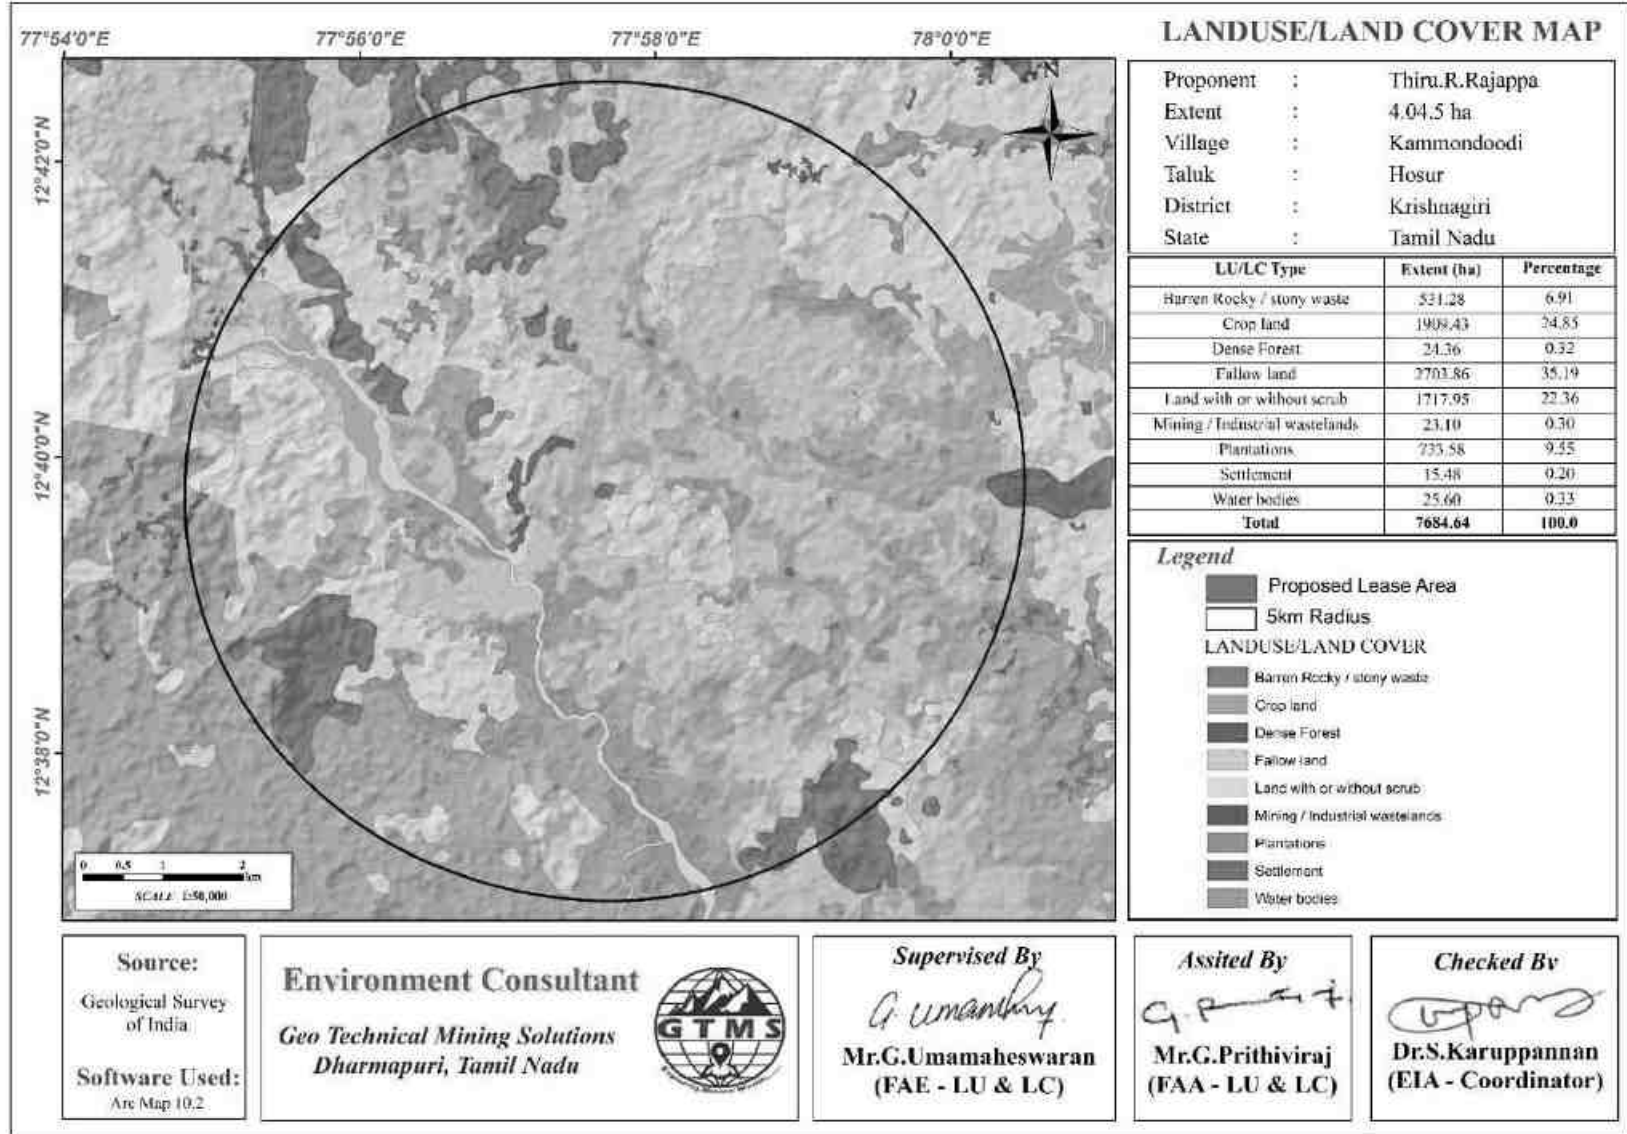 LANDUSE/LAND COVER MAP
77°54'0"E 77°56'0"E 77°58'0"E 78°0'0"E
12°42'0"N
12°40'0"N
12°38'0"N
N
Proponent : Thiru.R.Rajappa
Extent : 4.04.5 ha
Village : Kammondoodi
Taluk : Hosur
District : Krishnagiri
State : Tamil Nadu
LU/LC Type Extent (ha) Percentage
Barren Rocky / stony waste 531.28 6.91
Crop land 1909.43 24.85
Dense Forest 24.36 0.32
Fallow land 2703.86 35.19
Land with or without scrub 1717.95 22.36
Mining / Industrial wastelands 23.10 0.30
Plantations 733.58 9.55
Settlement 15.48 0.20
Water bodies 25.60 0.33
Total 7684.64 100.0
Legend
Proposed Lease Area
5km Radius
LANDUSE/LAND COVER
Barren Rocky / stony waste
Crop land
Dense Forest
Fallow land
Land with or without scrub
Mining / Industrial wastelands
Plantations
Settlement
Water bodies
0 0.5 1 2
km
SCALE 1:50,000
Source:
Geological Survey
of India
Software Used:
Arc Map 10.2
Environment Consultant
Geo Technical Mining Solutions
Dharmapuri, Tamil Nadu
GTMS
Supervised By
Mr.G.Umamaheswaran
(FAE - LU & LC)
Assited By
Mr.G.Prithiviraj
(FAA - LU & LC)
Checked By
Dr.S.Karuppannan
(EIA - Coordinator)